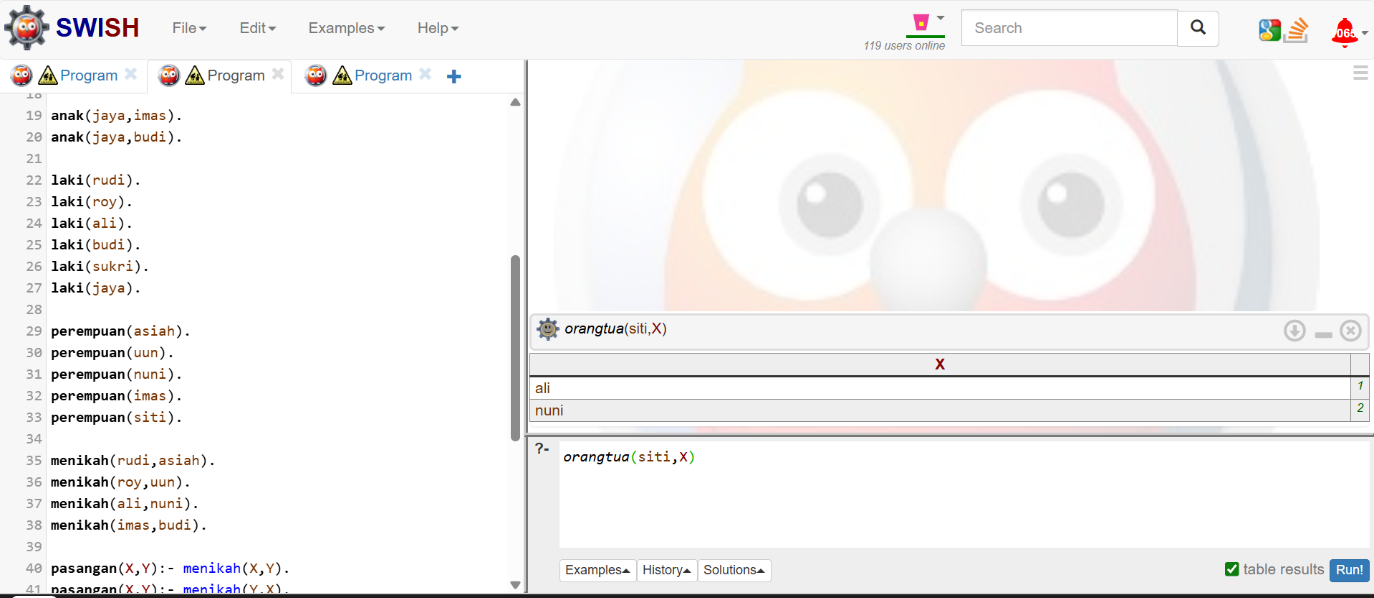 SWISH File Edit Examples Help
119 users online
Search
Program Program Program
18
19 anak(jaya,imas).
20 anak(jaya,budi).
21
22 laki(rudi).
23 laki(roy).
24 laki(ali).
25 laki(budi).
26 laki(sukri).
27 laki(jaya).
28
29 perempuan(asiah).
30 perempuan(uun).
31 perempuan(nuni).
32 perempuan(imas).
33 perempuan(siti).
34
35 menikah(rudi,asiah).
36 menikah(roy,uun).
37 menikah(ali,nuni).
38 menikah(imas,budi).
39
40 pasangan(X,Y):- menikah(X,Y).
41 pasangan(X,Y):- menikah(Y,X).
orangtua(siti,X)
X
ali 1
nuni 2
?- orangtua(siti,X)
Examples History Solutions
table results Run!